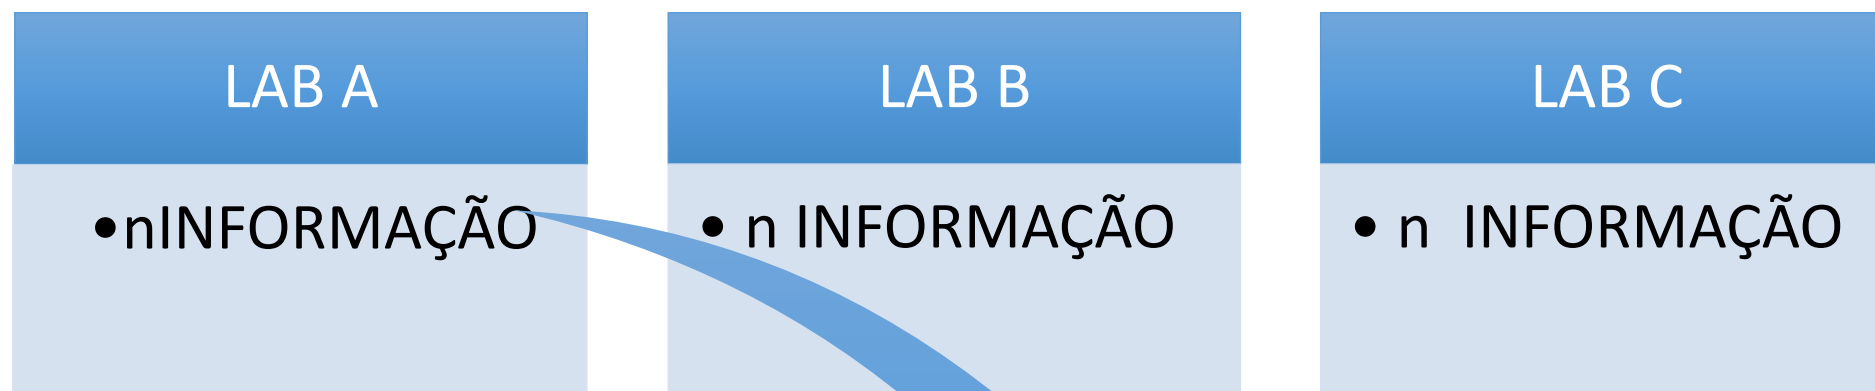 LAB A
•nINFORMAÇÃO
LAB B
• n INFORMAÇÃO
LAB C
• n  INFORMAÇÃO